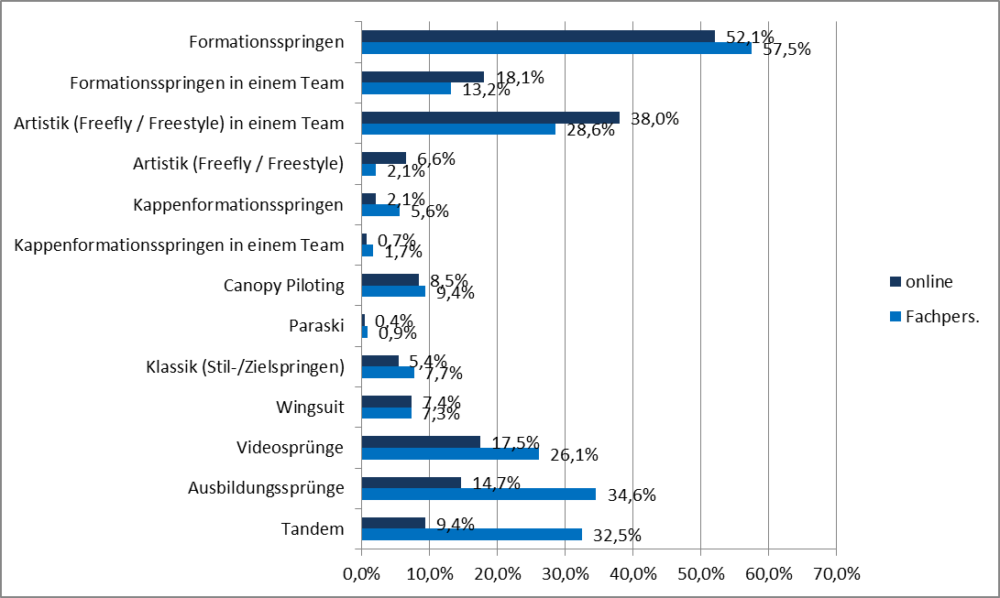 Formationsspringen
52,1%
57,5%
Formationsspringen in einem Team
18,1%
13,2%
Artistik (Freefly / Freestyle) in einem Team
38,0%
28,6%
Artistik (Freefly / Freestyle)
6,6%
2,1%
Kappenformationsspringen
2,1%
5,6%
Kappenformationsspringen in einem Team
0,7%
1,7%
Canopy Piloting
8,5%
9,4%
Paraski
0,4%
0,9%
Klassik (Stil-/Zielspringen)
5,4%
7,7%
Wingsuit
7,4%
7,3%
Videosprünge
17,5%
26,1%
Ausbildungssprünge
14,7%
34,6%
Tandem
9,4%
32,5%
0,0% 10,0% 20,0% 30,0% 40,0% 50,0% 60,0% 70,0%
online
Fachpers.